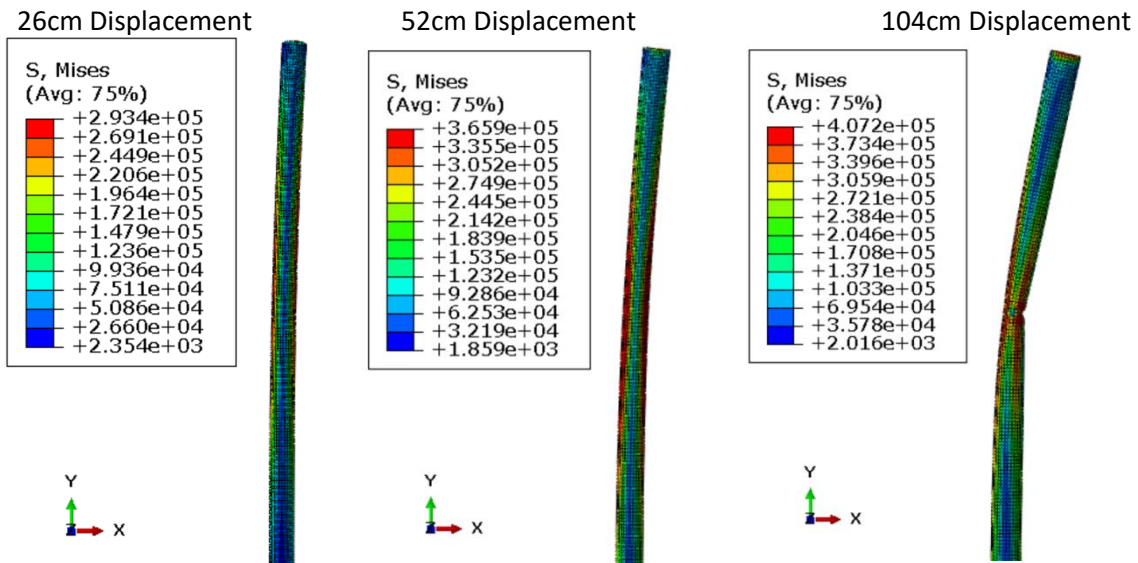 26cm Displacement
S, Mises
(Avg: 75%)
+2.934e+05
+2.691e+05
+2.449e+05
+2.206e+05
+1.964e+05
+1.721e+05
+1.479e+05
+1.236e+05
+9.936e+04
+7.511e+04
+5.086e+04
+2.660e+04
+2.354e+03
Y
Z
X
52cm Displacement
S, Mises
(Avg: 75%)
+3.659e+05
+3.355e+05
+3.052e+05
+2.749e+05
+2.445e+05
+2.142e+05
+1.839e+05
+1.535e+05
+1.232e+05
+9.286e+04
+6.253e+04
+3.219e+04
+1.859e+03
Y
Z
X
104cm Displacement
S, Mises
(Avg: 75%)
+4.072e+05
+3.734e+05
+3.396e+05
+3.059e+05
+2.721e+05
+2.384e+05
+2.046e+05
+1.708e+05
+1.371e+05
+1.033e+05
+6.954e+04
+3.578e+04
+2.016e+03
Y
Z
X